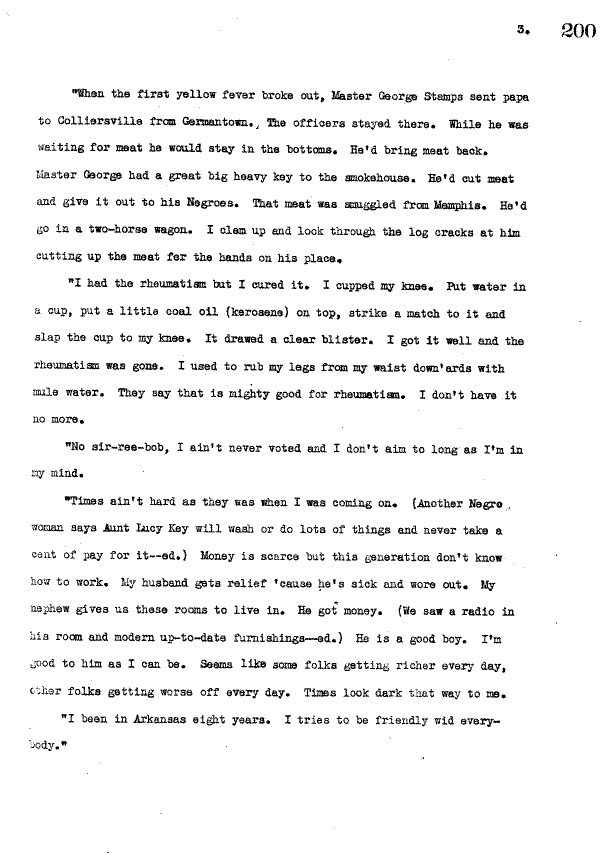 3. 200
"When the first yellow fever broke out, Master George Stamps sent papa
to Colliersville from Germantown. The officers stayed there. While he was
waiting for meat he would stay in the bottoms. He'd bring meat back.
Master George had a great big heavy key to the smokehouse. He'd cut meat
and give it out to his Negroes. That meat was smuggled from Memphis. He'd
go in a two-horse wagon. I clem up and look through the log cracks at him
cutting up the meat fer the hands on his place.
"I had the rheumatism but I cured it. I cupped my knee. Put water in
a cup, put a little coal oil (kerosene) on top, strike a match to it and
slap the cup to my knee. It drawed a clear blister. I got it well and the
rheumatism was gone. I used to rub my legs from my waist down'ards with
mule water. They say that is mighty good for rheumatism. I don't have it
no more.
"No sir-ree-bob, I ain't never voted and I don't aim to long as I'm in
my mind.
"Times ain't hard as they was when I was coming on. (Another Negro
woman says Aunt Lucy Key will wash or do lots of things and never take a
cent of pay for it--ed.) Money is scarce but this generation don't know
how to work. My husband gets relief 'cause he's sick and wore out. My
nephew gives us these rooms to live in. He got money. (We saw a radio in
his room and modern up-to-date furnishings--ed.) He is a good boy. I'm
good to him as I can be. Seems like some folks getting richer every day,
other folks getting worse off every day. Times look dark that way to me.
"I been in Arkansas eight years. I tries to be friendly wid every-
body."